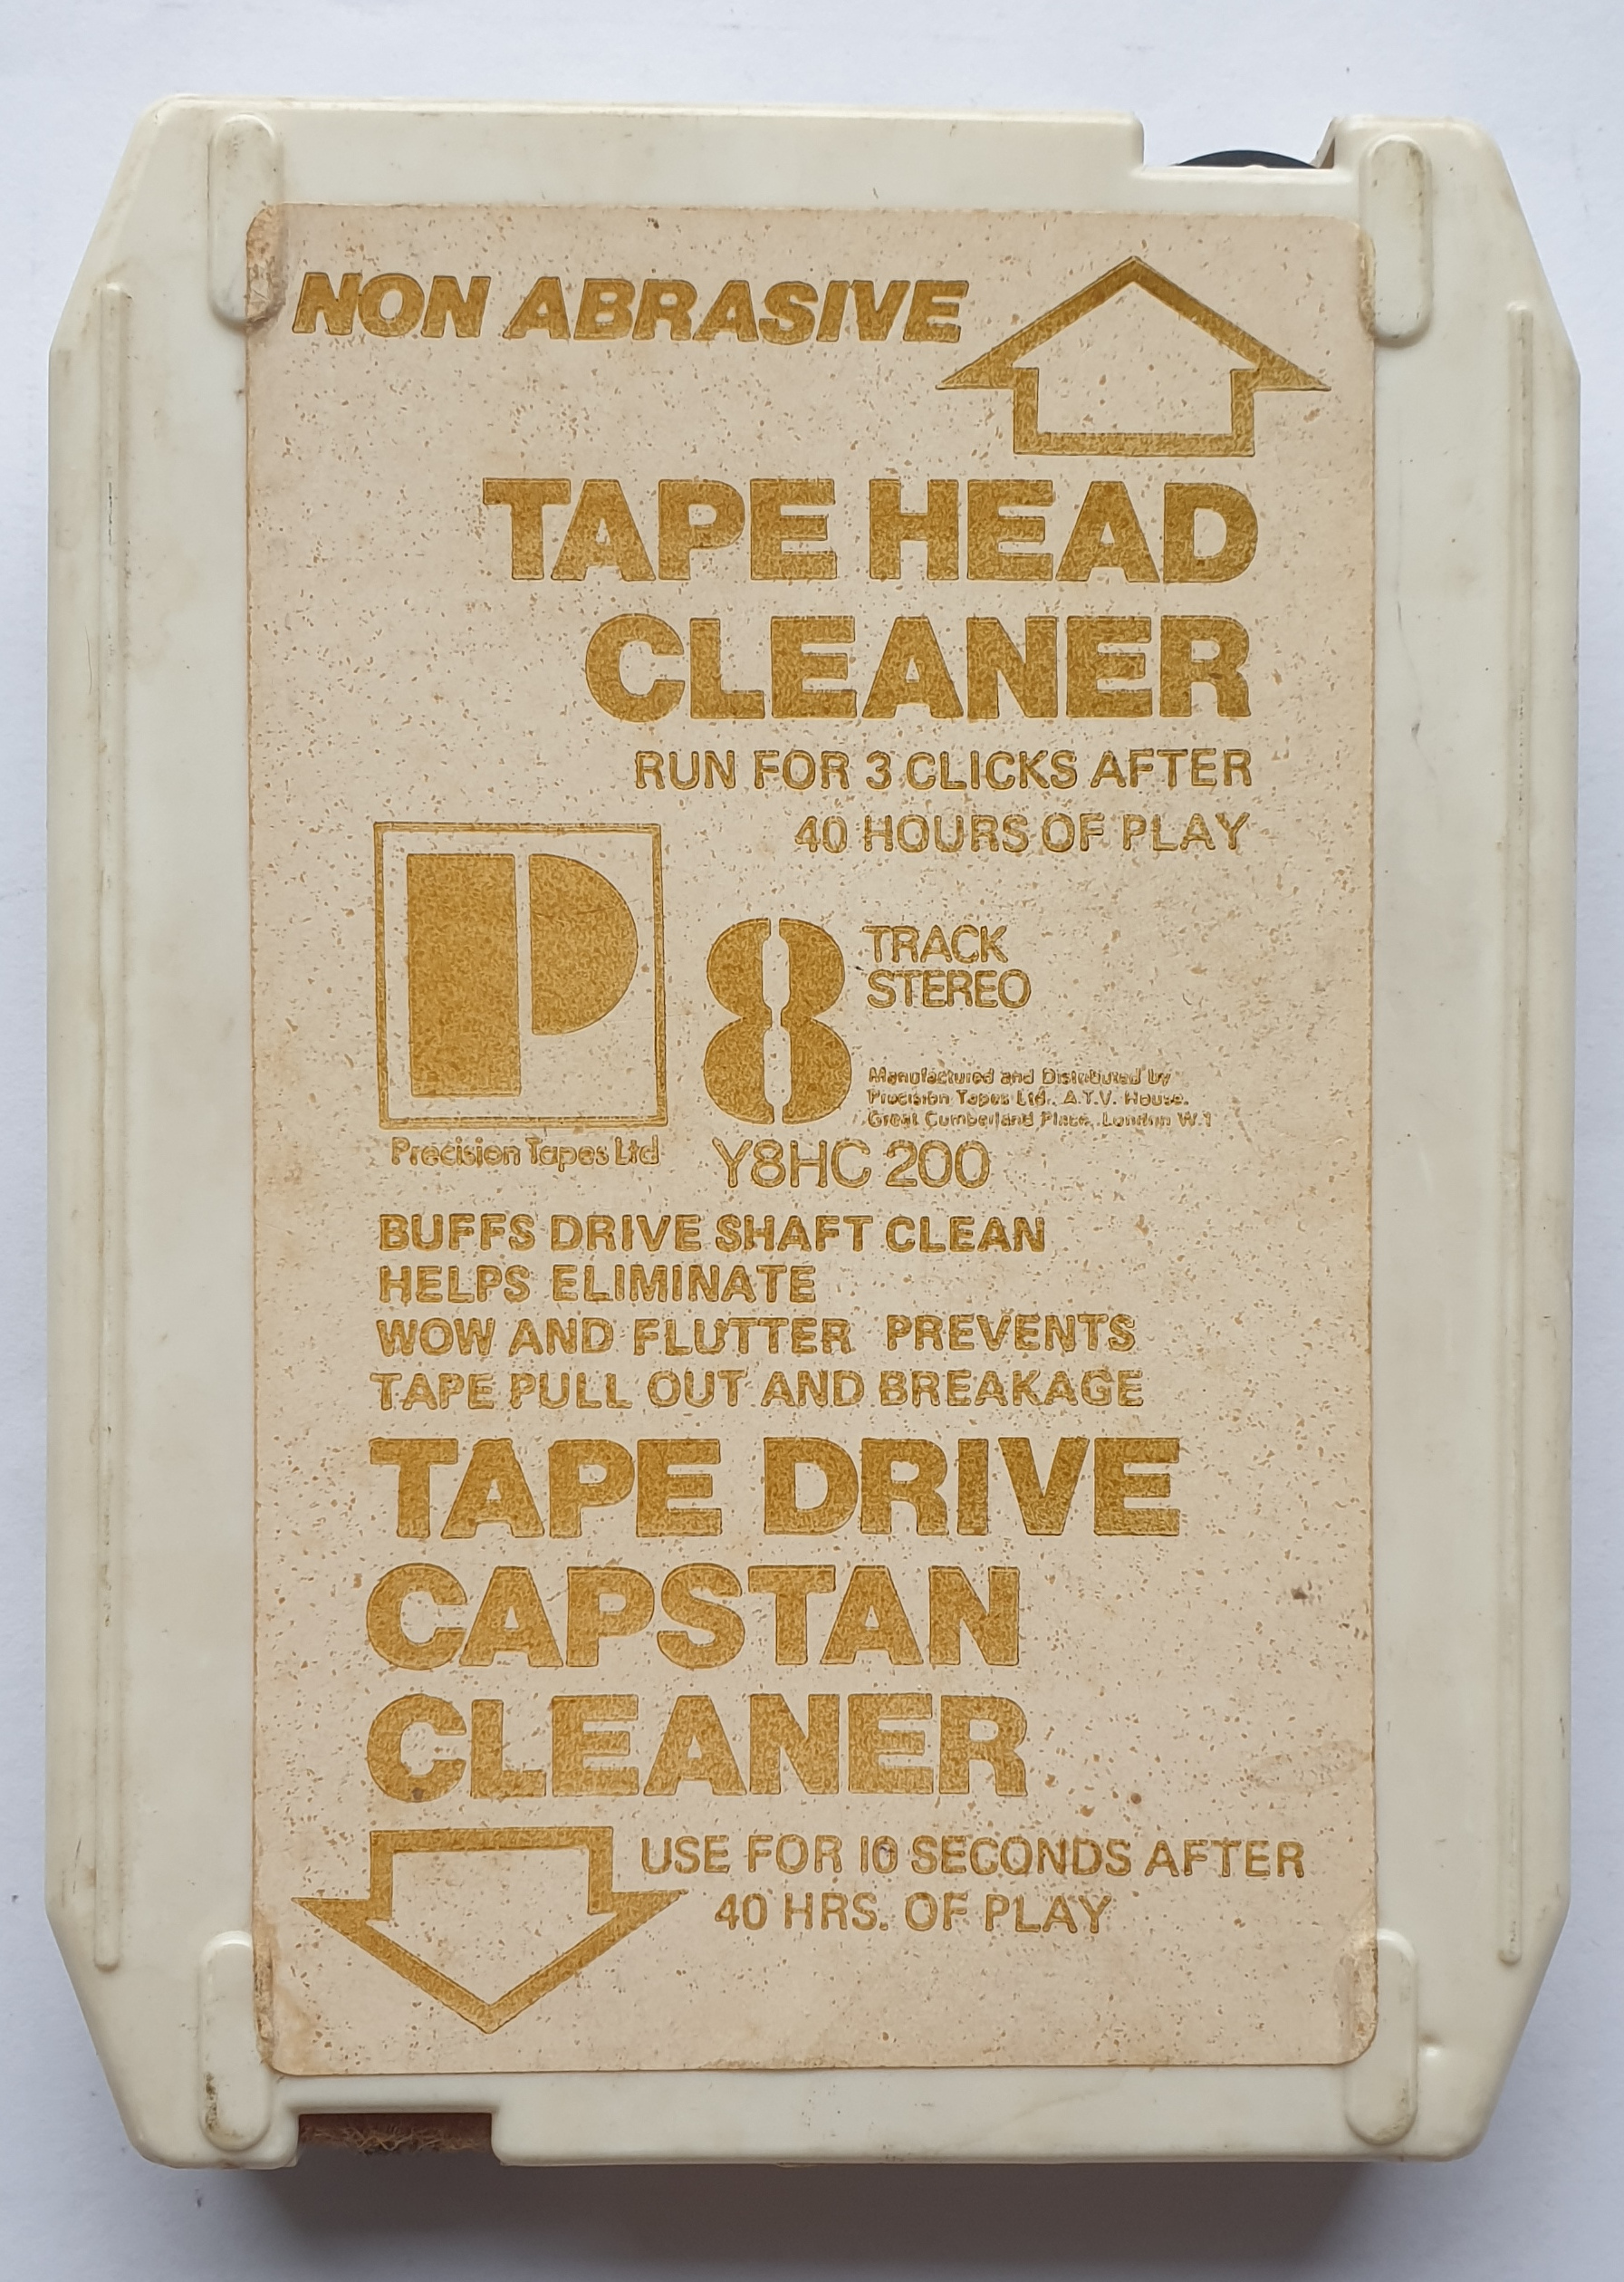 NON ABRASIVE
TAPE HEAD
CLEANER
RUN FOR 3 CLICKS AFTER
40 HOURS OF PLAY
P
8
TRACK
STEREO
Manufactured and Distributed by
Precision Tapes Ltd., A.T.V. House,
Great Cumberland Place, London W.1
Precision Tapes Ltd
Y8HC 200
BUFFS DRIVE SHAFT CLEAN
HELPS ELIMINATE
WOW AND FLUTTER PREVENTS
TAPE PULL OUT AND BREAKAGE
TAPE DRIVE
CAPSTAN
CLEANER
USE FOR 10 SECONDS AFTER
40 HRS. OF PLAY